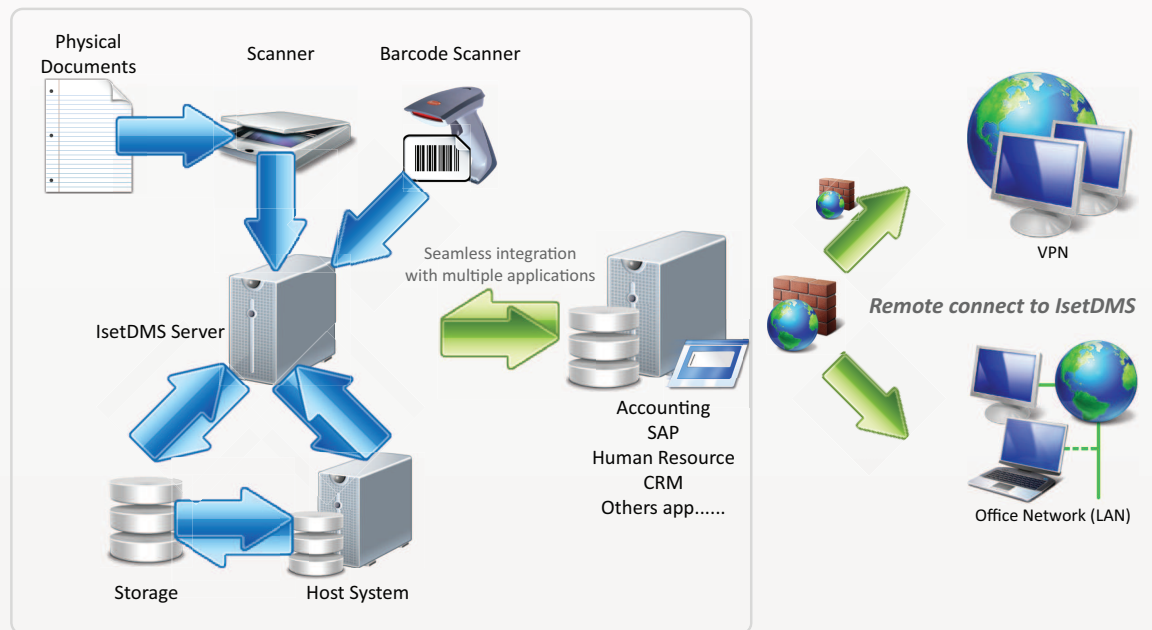 Physical
Documents
Scanner
Barcode Scanner
Seamless integration
with multiple applications
IsetDMS Server
Accounting
SAP
Human Resource
CRM
Others app......
Storage
Host System
VPN
Remote connect to IsetDMS
Office Network (LAN)